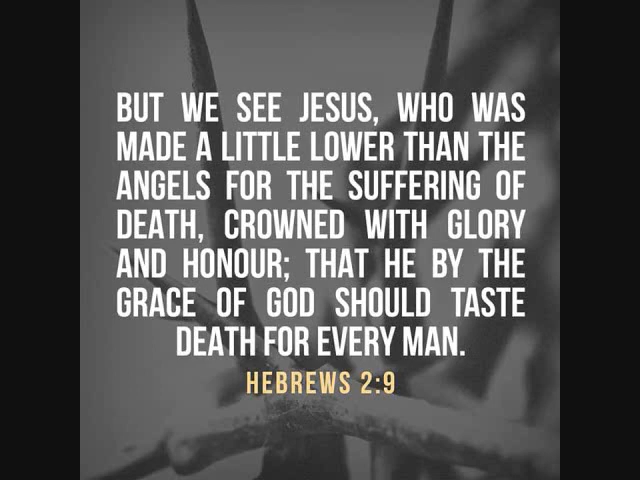 BUT WE SEE JESUS, WHO WAS
MADE A LITTLE LOWER THAN THE
ANGELS FOR THE SUFFERING OF
DEATH, CROWNED WITH GLORY
AND HONOUR; THAT HE BY THE
GRACE OF GOD SHOULD TASTE
DEATH FOR EVERY MAN.
HEBREWS 2:9